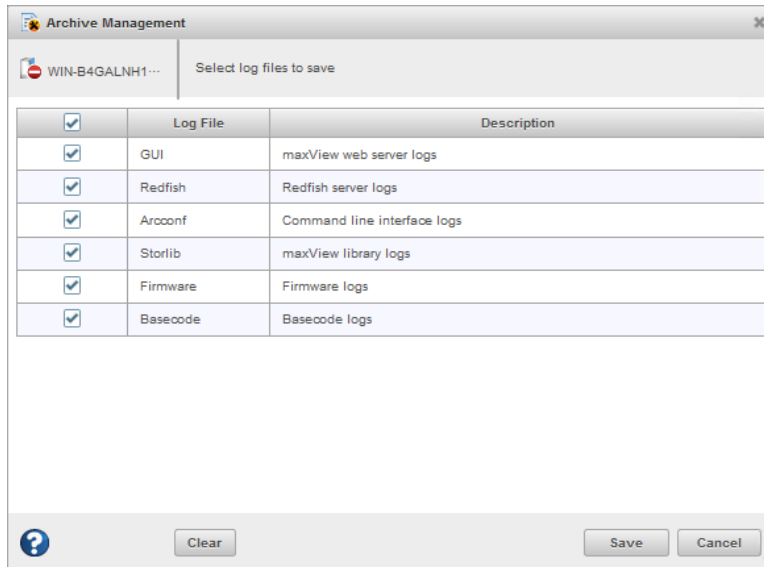 Archive Management
WIN-B4GALNH1...
Select log files to save
Log File Description
GUI maxView web server logs
Redfish Redfish server logs
Arcconf Command line interface logs
Storlib maxView library logs
Firmware Firmware logs
Basecode Basecode logs
? Clear Save Cancel